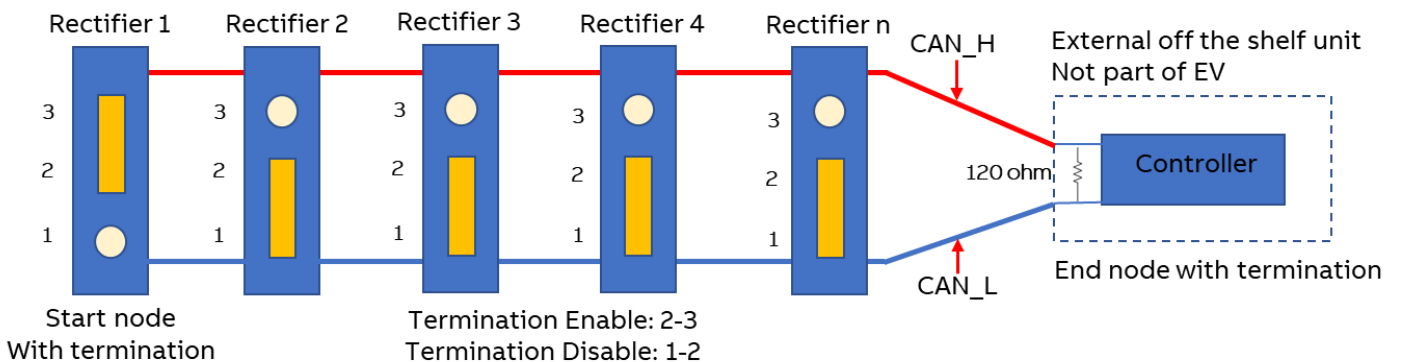 Rectifier 1
Rectifier 2
Rectifier 3
Rectifier 4
Rectifier n
CAN_H
External off the shelf unit
Not part of EV
3
3
3
3
3
2
2
2
2
2
120 ohm
Controller
1
1
1
1
1
CAN_L
End node with termination
Start node
With termination
Termination Enable: 2-3
Termination Disable: 1-2